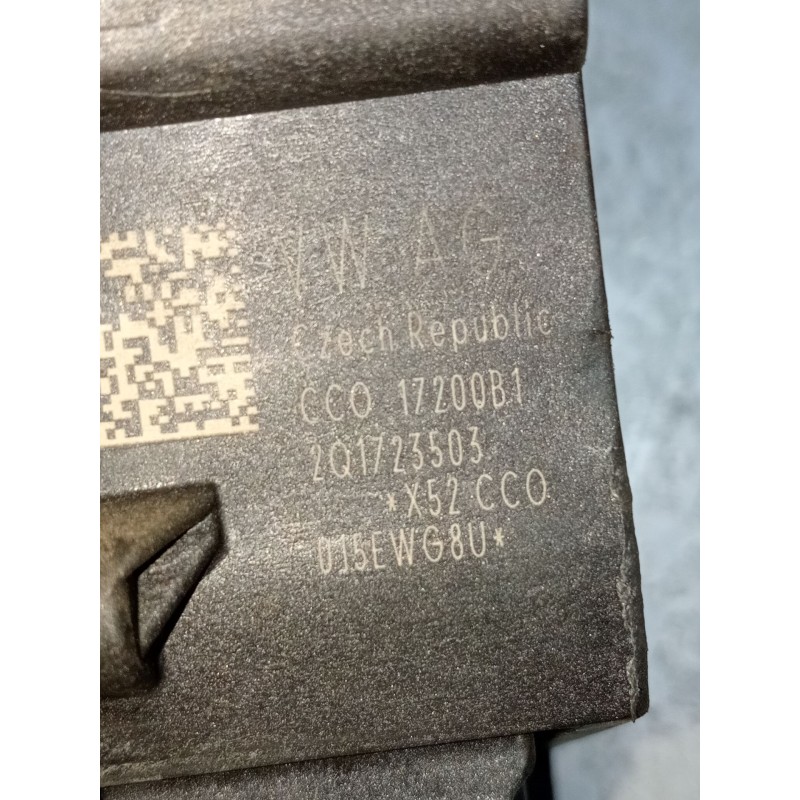 VW AG
Czech Republic
CCO 17200B1
2Q1723503
*X52 CCO
015EWG8U*